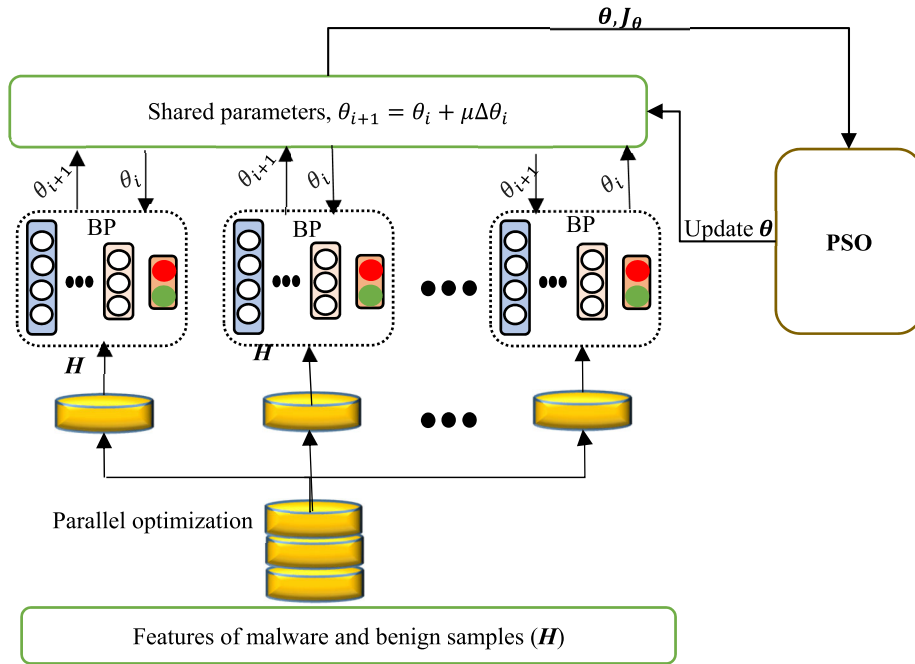 θ, J_θ
Shared parameters, θ_{i+1} = θ_i + μΔθ_i
θ_{i+1}
θ_i
θ_{i+1}
θ_i
θ_{i+1}
θ_i
BP
BP
BP
Update θ
PSO
H
H
Parallel optimization
Features of malware and benign samples (H)